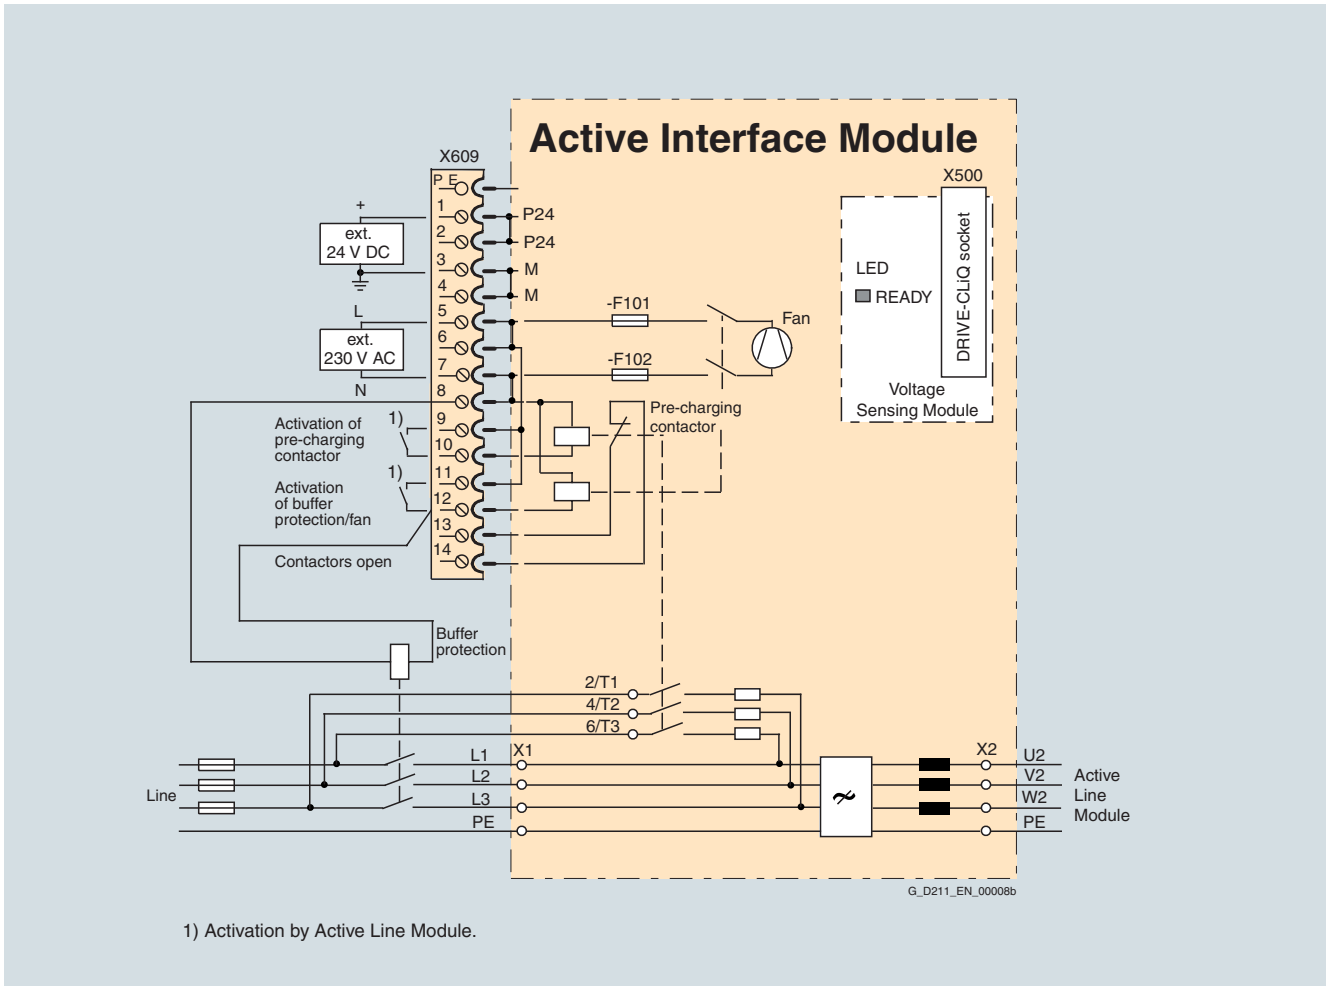 Active Interface Module
X609
X500
P E
1
2
3
4
5
6
7
8
9
10
11
12
13
14
+
ext.
24 V DC
L
ext.
230 V AC
N
P24
P24
M
M
-F101
-F102
Fan
LED
READY
DRIVE-CLiQ socket
Voltage
Sensing Module
Activation of
pre-charging
contactor
1)
Activation
of buffer
protection/fan
1)
Contactors open
Pre-charging
contactor
Buffer
protection
2/T1
4/T2
6/T3
Line
L1
L2
L3
PE
X1
~
X2
U2
V2
W2
PE
Active
Line
Module
G_D211_EN_00008b
1) Activation by Active Line Module.